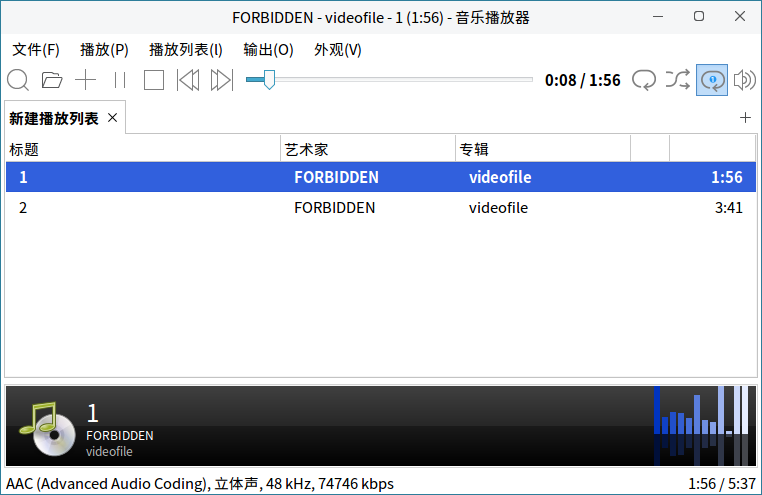 FORBIDDEN - videofile - 1 (1:56) - 音乐播放器
文件(F) 播放(P) 播放列表(l) 输出(O) 外观(V)
0:08 / 1:56
新建播放列表
标题 艺术家 专辑
1 FORBIDDEN videofile 1:56
2 FORBIDDEN videofile 3:41
1
FORBIDDEN
videofile
AAC (Advanced Audio Coding), 立体声, 48 kHz, 74746 kbps 1:56 / 5:37